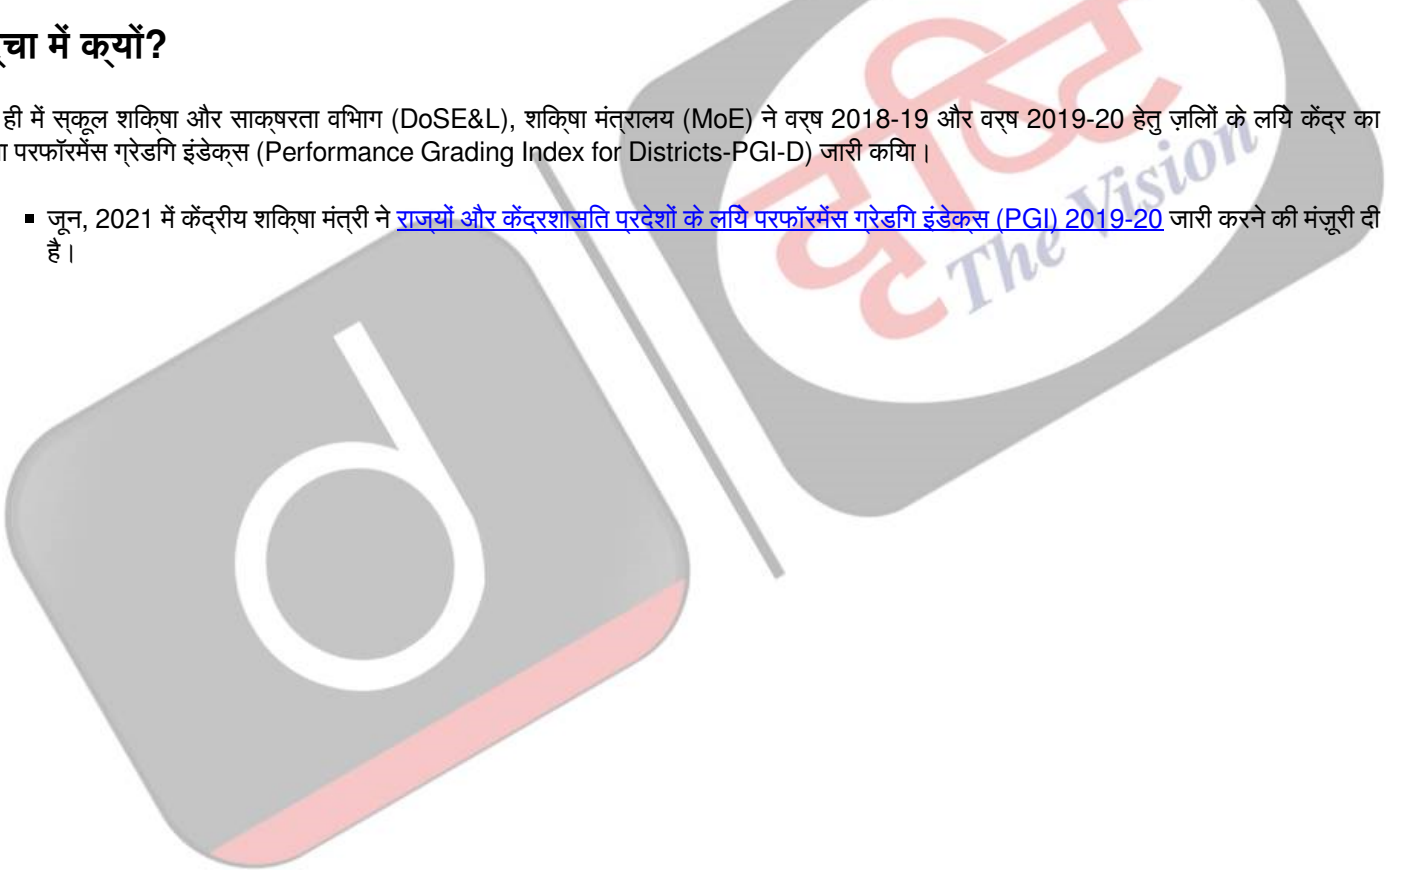 ्चा में क्यों?
ही में स्कूल शिक्षा और साक्षरता विभाग (DoSE&L), शिक्षा मंत्रालय (MoE) ने वर्ष 2018-19 और वर्ष 2019-20 हेतु ज़िलों के लिये केंद्र का
परफॉरमेंस ग्रेडिंग इंडेक्स (Performance Grading Index for Districts-PGI-D) जारी किया।
▪ जून, 2021 में केंद्रीय शिक्षा मंत्री ने राज्यों और केंद्रशासित प्रदेशों के लिये परफॉरमेंस ग्रेडिंग इंडेक्स (PGI) 2019-20 जारी करने की मंज़ूरी दी
है।
दृष्टि
The Vision
d